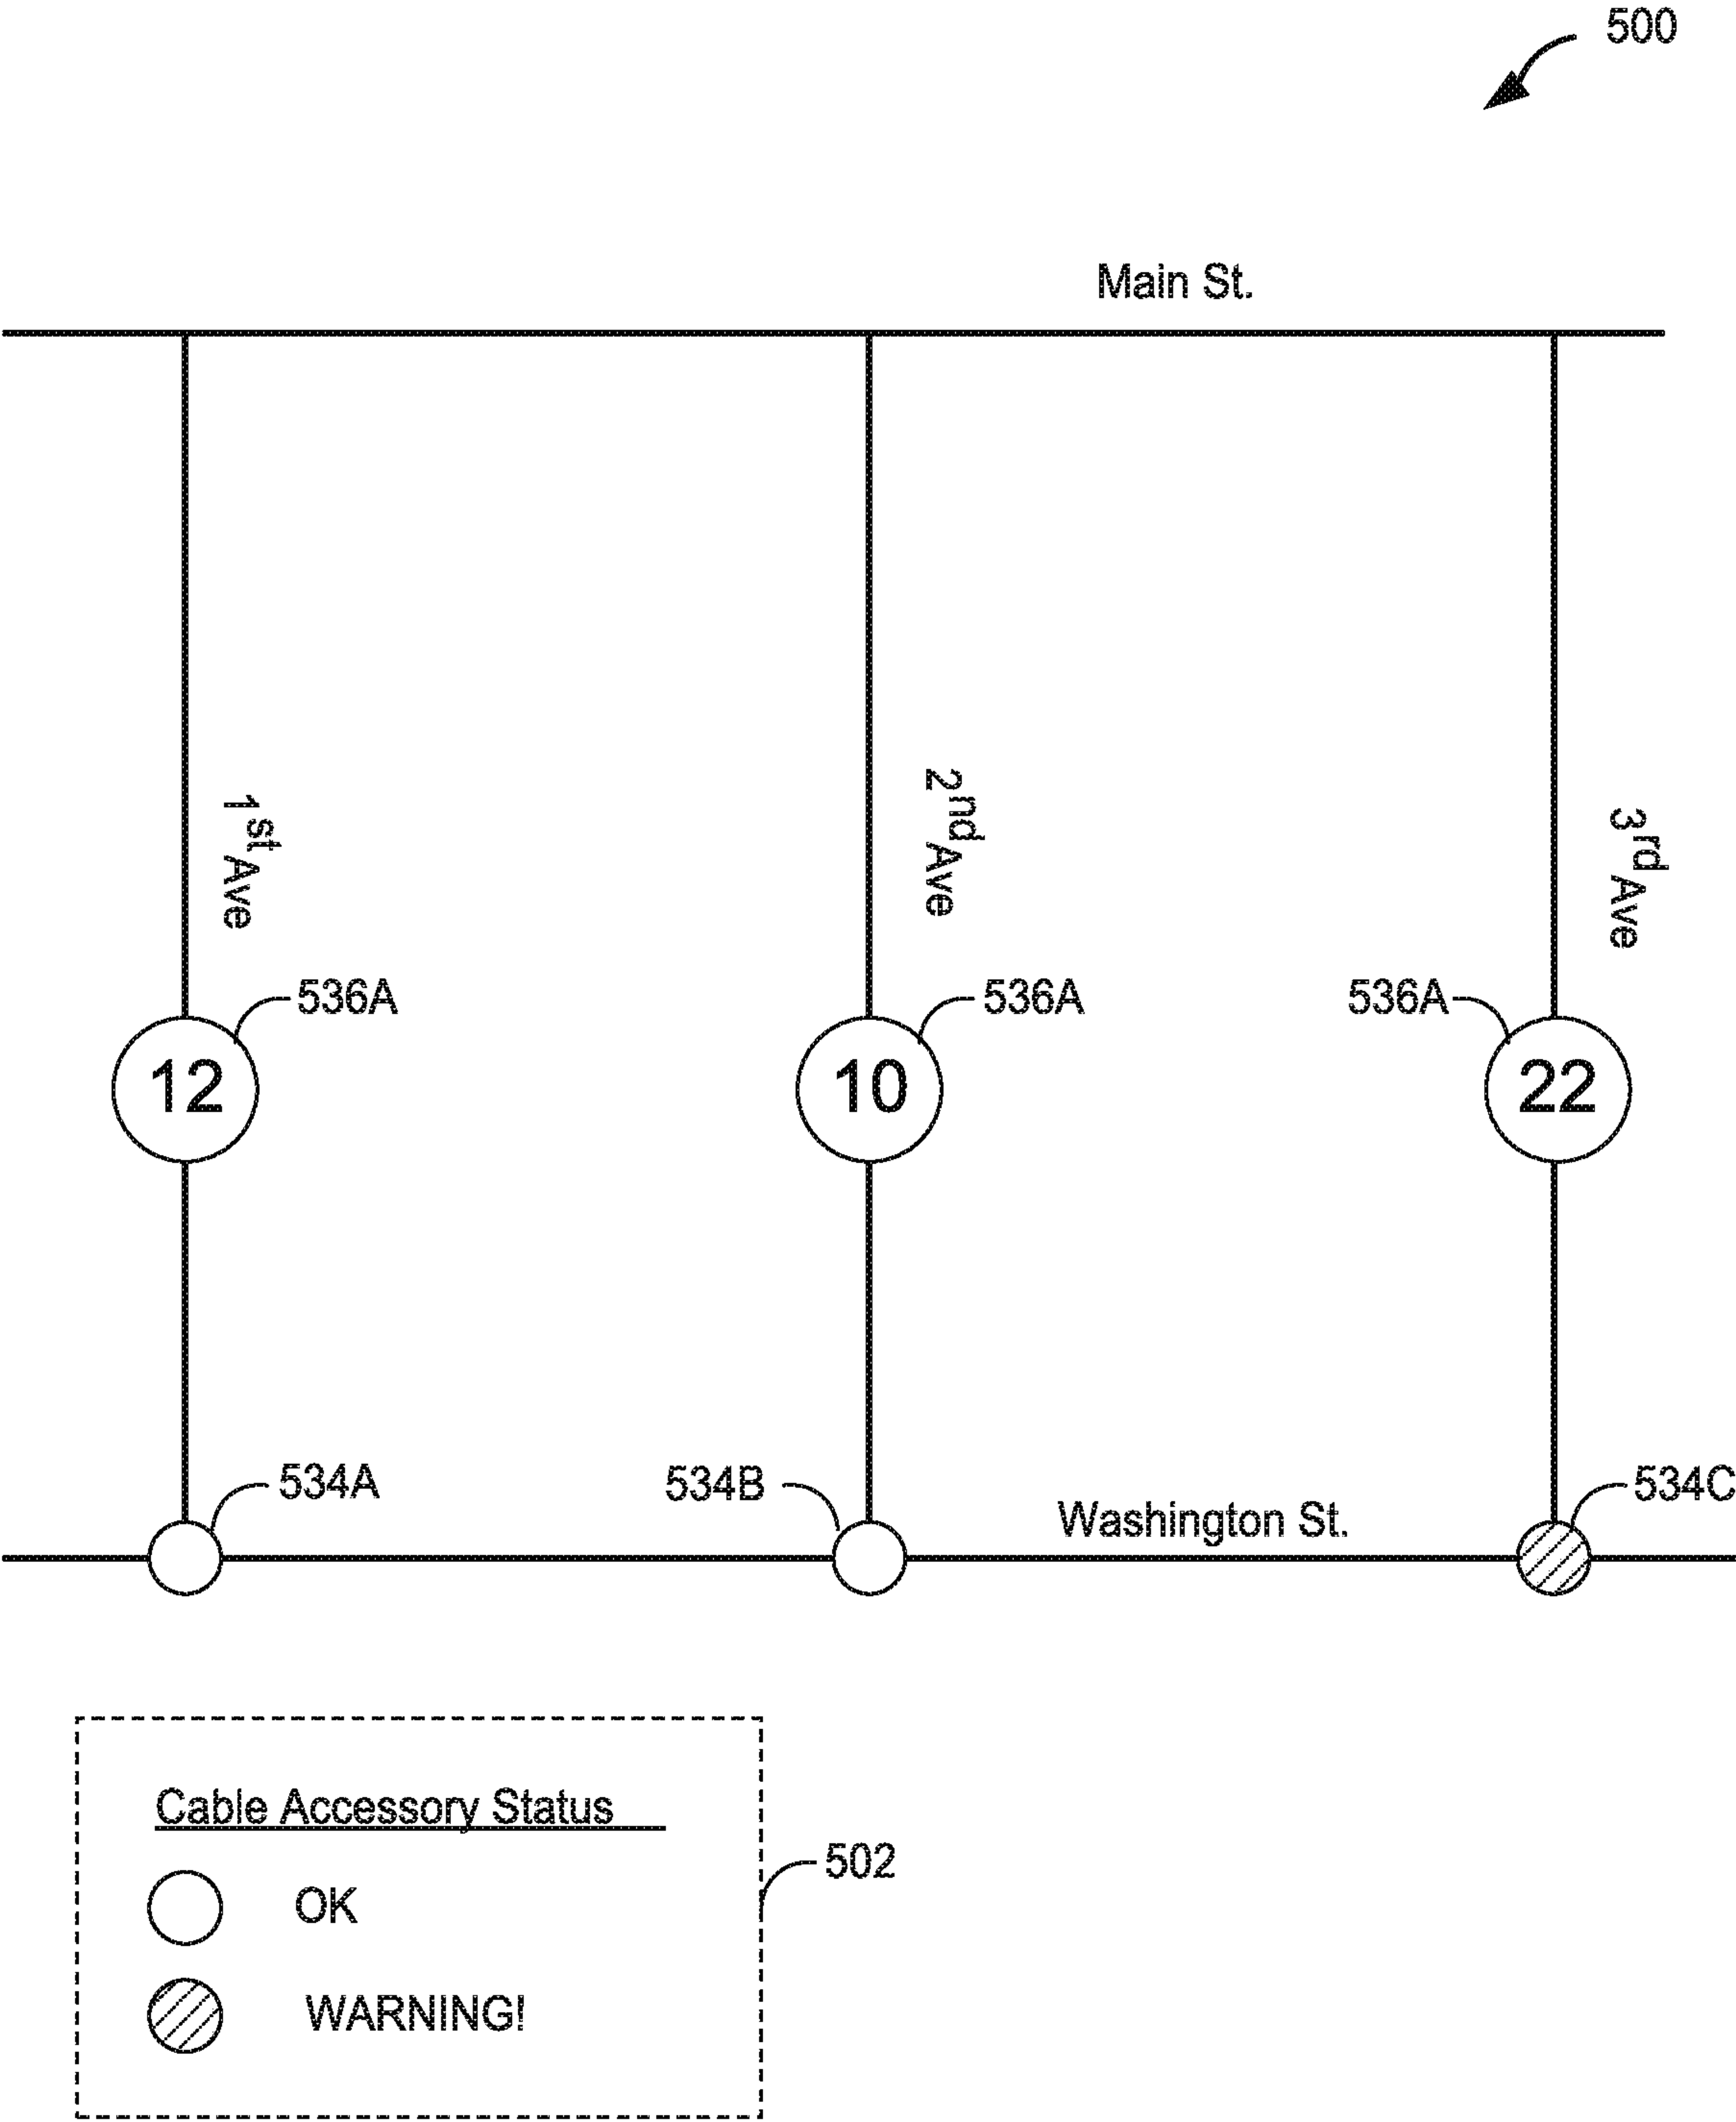 500
Main St.
1st Ave
2nd Ave
3rd Ave
536A
536A
536A
12
10
22
534A
534B
534C
Washington St.
Cable Accessory Status
502
OK
WARNING!